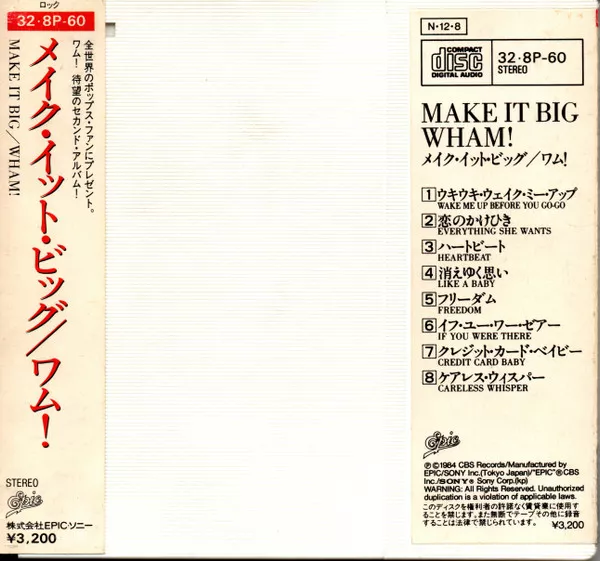 ロック
32・8P-60
メイク・イット・ビッグ/ワム!
MAKE IT BIG/WHAM!
全世界のポップス・ファンにプレゼント。
ワム! 待望のセカンド・アルバム!
STEREO
Epic
株式会社EPIC・ソニー
¥3,200
N・12・8
COMPACT
disc
DIGITAL AUDIO
32・8P-60
STEREO
MAKE IT BIG
WHAM!
メイク・イット・ビッグ/ワム!
1 ウキウキ・ウェイク・ミー・アップ
WAKE ME UP BEFORE YOU GO-GO
2 恋のかけひき
EVERYTHING SHE WANTS
3 ハートビート
HEARTBEAT
4 消えゆく思い
LIKE A BABY
5 フリーダム
FREEDOM
6 イフ・ユー・ワー・ゼアー
IF YOU WERE THERE
7 クレジット・カード・ベイビー
CREDIT CARD BABY
8 ケアレス・ウィスパー
CARELESS WHISPER
Epic
℗©1984 CBS Records/Manufactured by
EPIC/SONY Inc.(Tokyo Japan)/"EPIC"®CBS
Inc./SONY® Sony Corp.(kp)
WARNING: All Rights Reserved. Unauthorized
duplication is a violation of applicable laws.
このディスクを権利者の許諾なく賃貸業に使用す
ることを禁じます。また無断でテープその他に録音
することは法律で禁じられています。
¥3,200